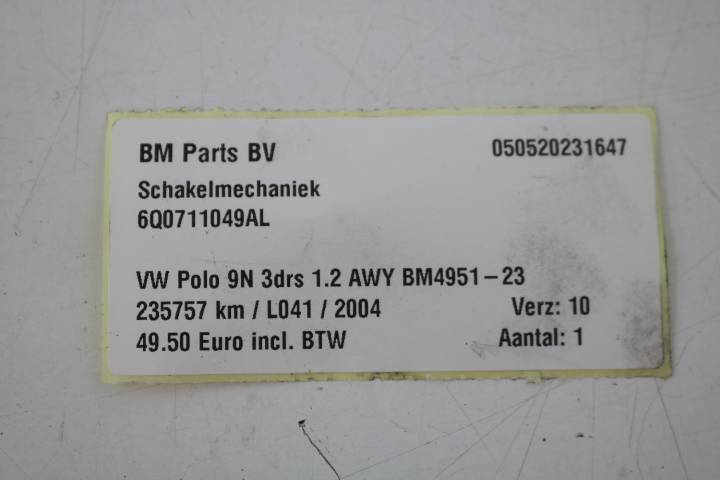 BM Parts BV 050520231647
Schakelmechaniek
6Q0711049AL
VW Polo 9N 3drs 1.2 AWY BM4951-23
235757 km / L041 / 2004 Verz: 10
49.50 Euro incl. BTW Aantal: 1